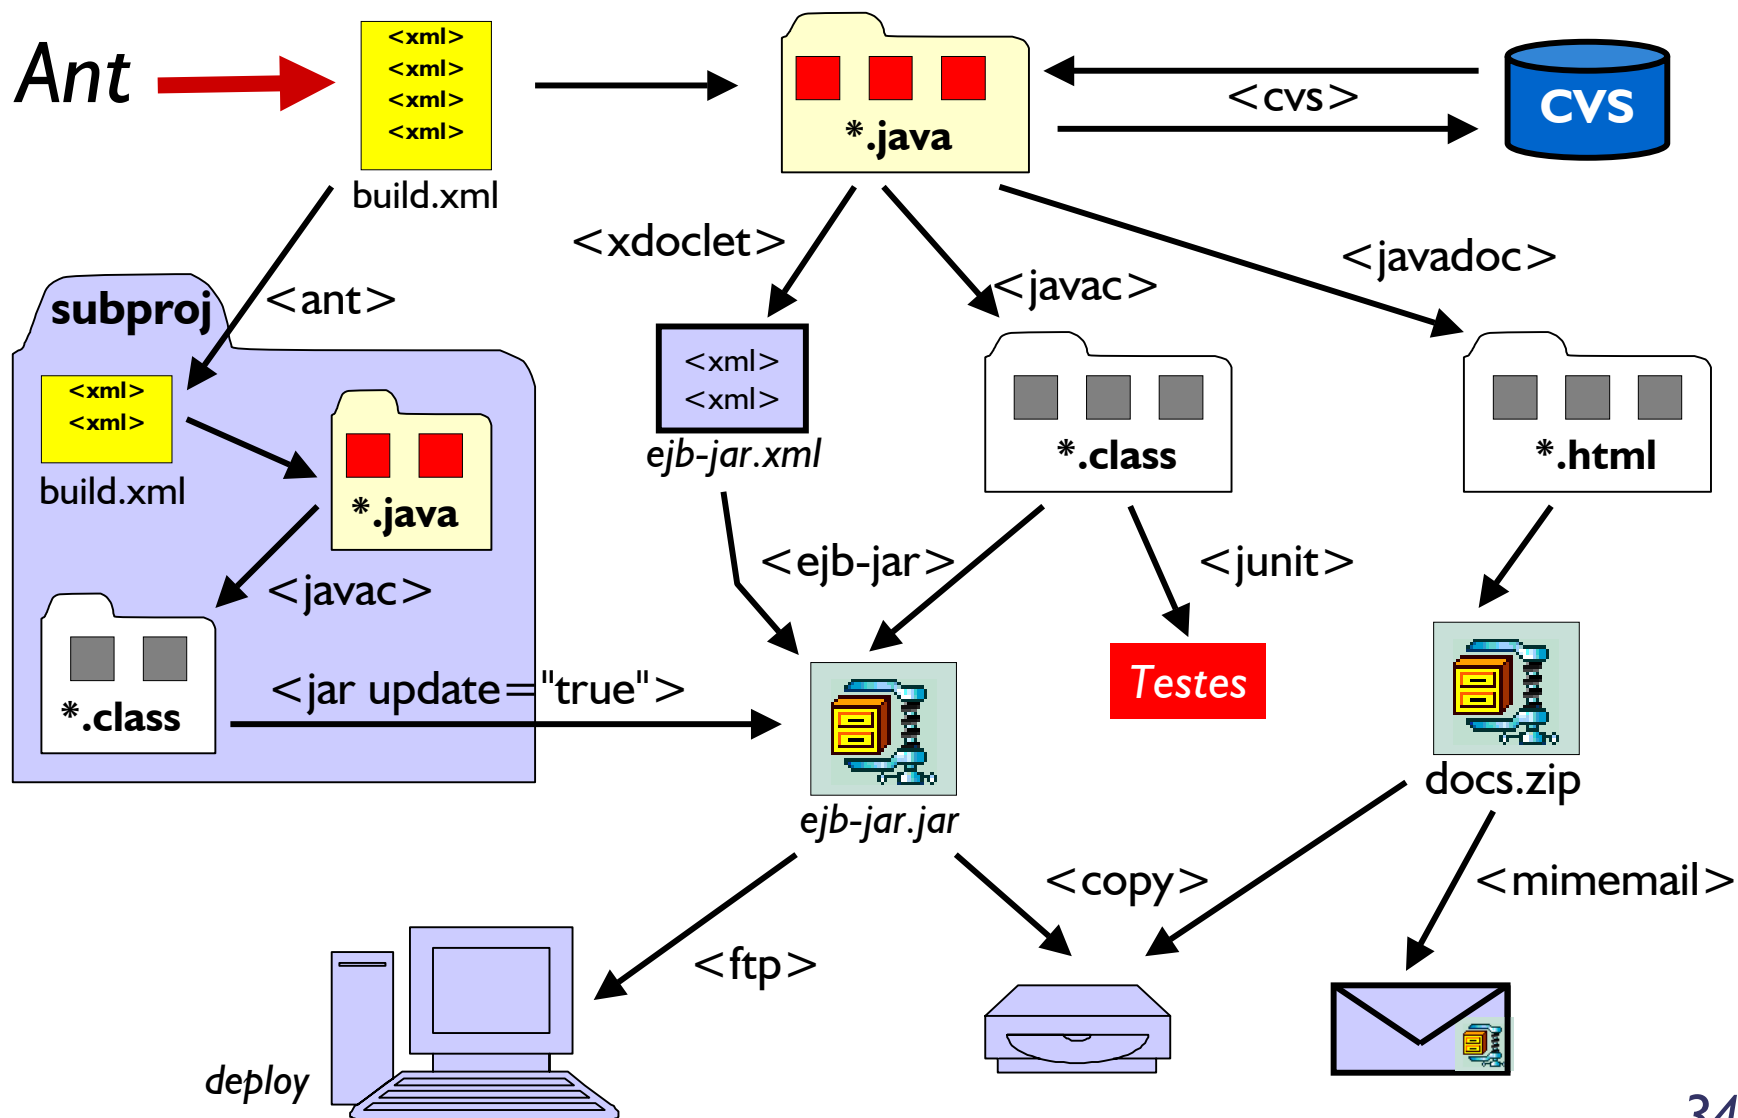 Ant
<xml>
<xml>
<xml>
<xml>
build.xml
*.java
<cvs>
CVS
<xdoclet>
<javac>
<javadoc>
subproj
<ant>
<xml>
<xml>
build.xml
*.java
<javac>
*.class
<xml>
<xml>
ejb-jar.xml
*.class
*.html
<ejb-jar>
<junit>
<jar update="true">
Testes
ejb-jar.jar
docs.zip
<copy>
<mimemail>
<ftp>
deploy
34